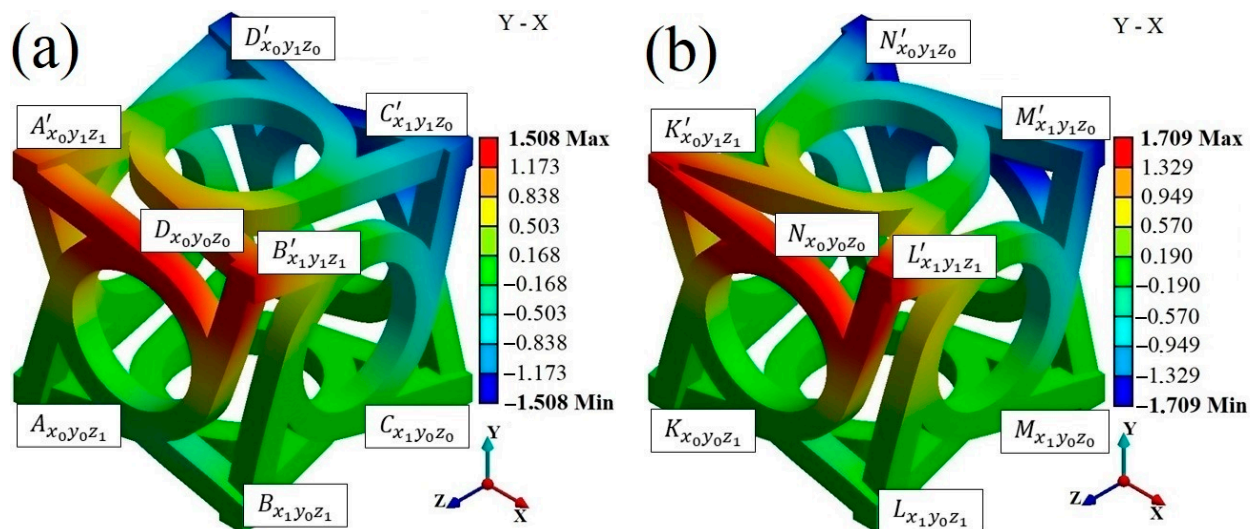 (a)
Y - X
D′x₀y₁z₀
A′x₀y₁z₁
C′x₁y₁z₀
Dx₀y₀z₀
B′x₁y₁z₁
Ax₀y₀z₁
Cx₁y₀z₀
Bx₁y₀z₁
1.508 Max
1.173
0.838
0.503
0.168
−0.168
−0.503
−0.838
−1.173
−1.508 Min
Y
Z
X
(b)
Y - X
N′x₀y₁z₀
K′x₀y₁z₁
M′x₁y₁z₀
Nx₀y₀z₀
L′x₁y₁z₁
Kx₀y₀z₁
Mx₁y₀z₀
Lx₁y₀z₁
1.709 Max
1.329
0.949
0.570
0.190
−0.190
−0.570
−0.949
−1.329
−1.709 Min
Y
Z
X